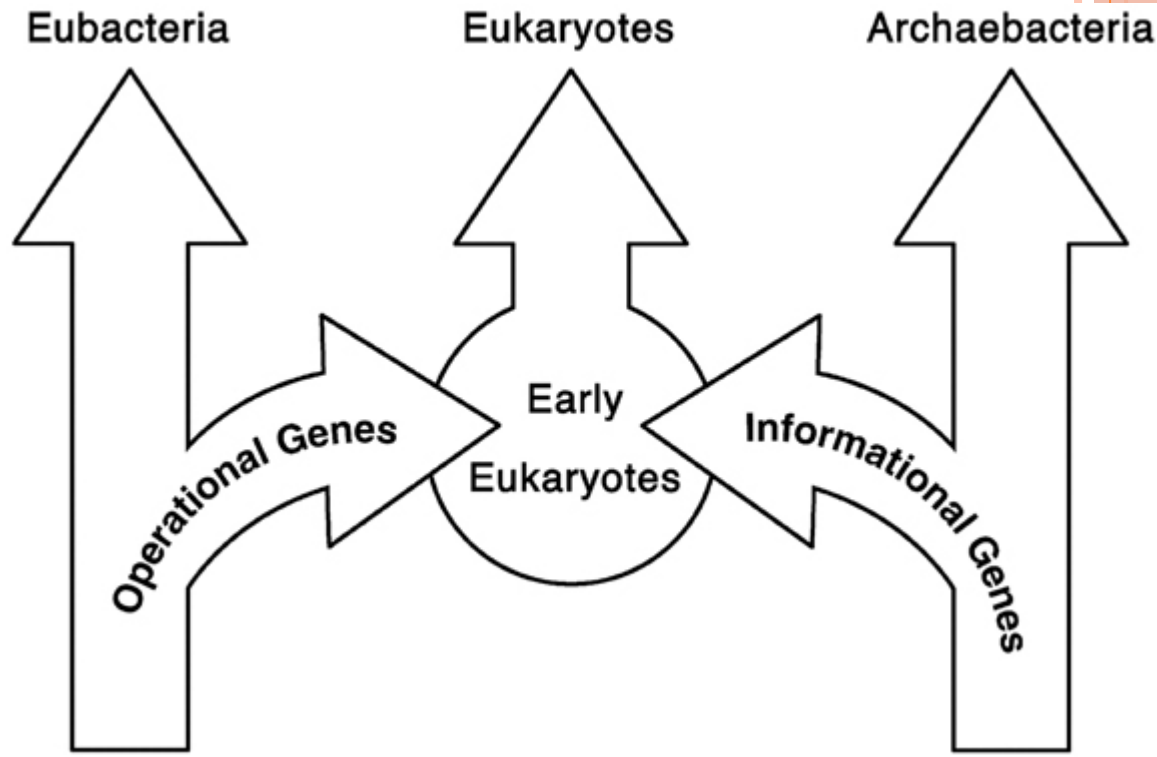 Eubacteria
Eukaryotes
Archaebacteria
Operational Genes
Early
Eukaryotes
Informational Genes